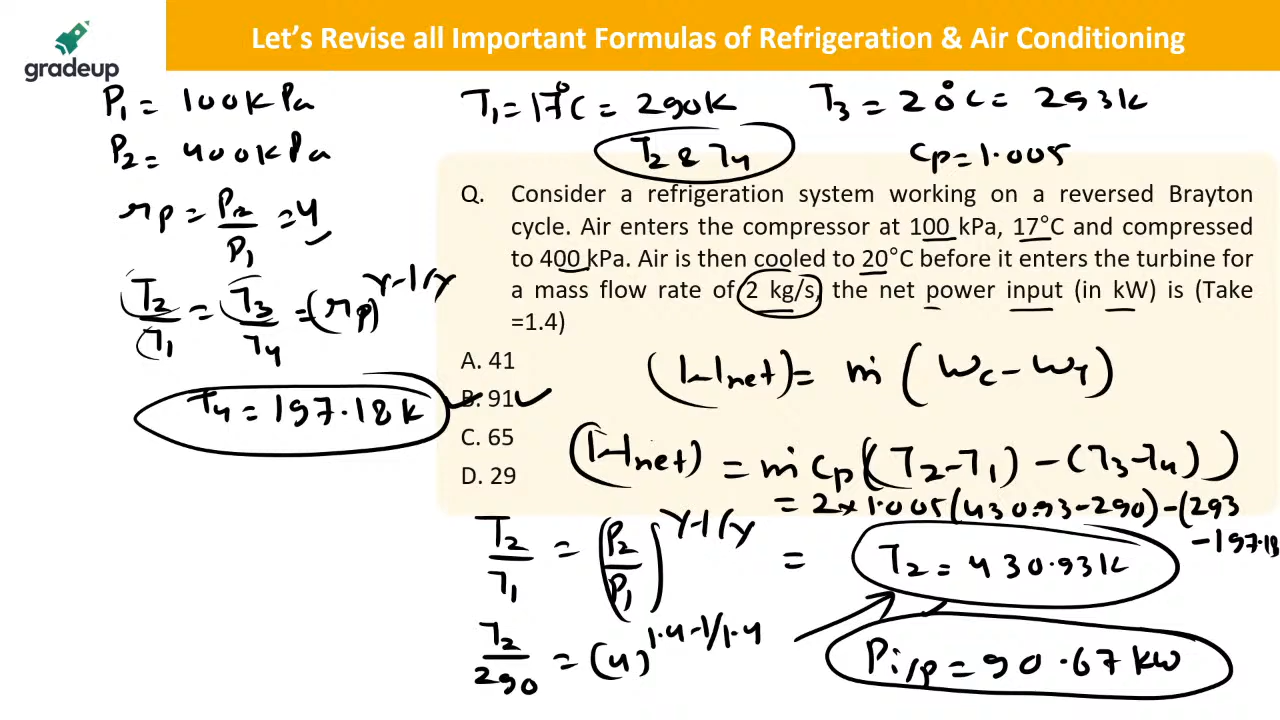 Let's Revise all Important Formulas of Refrigeration & Air Conditioning
gradeup
P1 = 100kPa
T1 = 17°C = 290K
T3 = 20°C = 293k
P2 = 400kPa
T2 & T4
Cp = 1.005
rp = P2/P1 = 4
(T2/T1) = (T3/T4) = (rp)^γ-1/γ
T4 = 197.18 k
Q. Consider a refrigeration system working on a reversed Brayton
cycle. Air enters the compressor at 100 kPa, 17°C and compressed
to 400 kPa. Air is then cooled to 20°C before it enters the turbine for
a mass flow rate of 2 kg/s, the net power input (in kW) is (Take
=1.4)
A. 41
B. 91
C. 65
D. 29
(Wnet) = ṁ (Wc - WT)
(Wnet) = ṁ Cp ((T2 - T1) - (T3 - T4))
= 2 × 1.005 (430.93 - 290) - (293
- 197.18
T2/T1 = (P2/P1)^γ-1/γ =
T2 = 430.93k
T2/290 = (4)^1.4-1/1.4
Pi/p = 90.67 kW